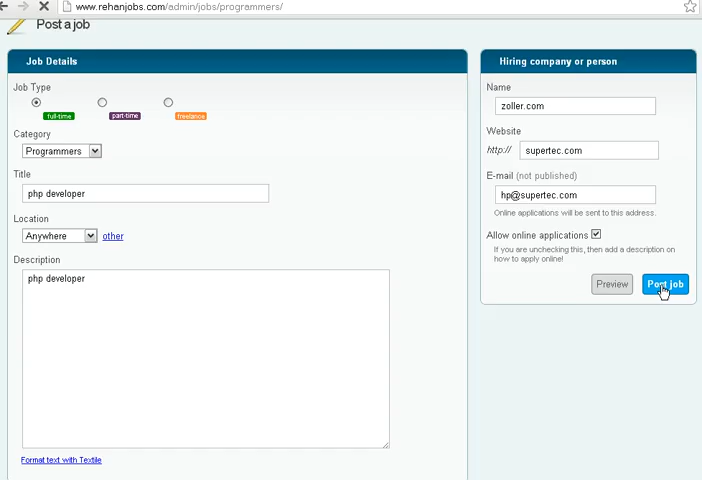 www.rehanjobs.com/admin/jobs/programmers/
Post a job
Job Details
Job Type
full-time part-time freelance
Category
Programmers
Title
php developer
Location
Anywhere other
Description
php developer
Format text with Textile
Hiring company or person
Name
zoller.com
Website
http:// supertec.com
E-mail (not published)
hp@supertec.com
Online applications will be sent to this address.
Allow online applications
If you are unchecking this, then add a description on
how to apply online!
Preview Post job